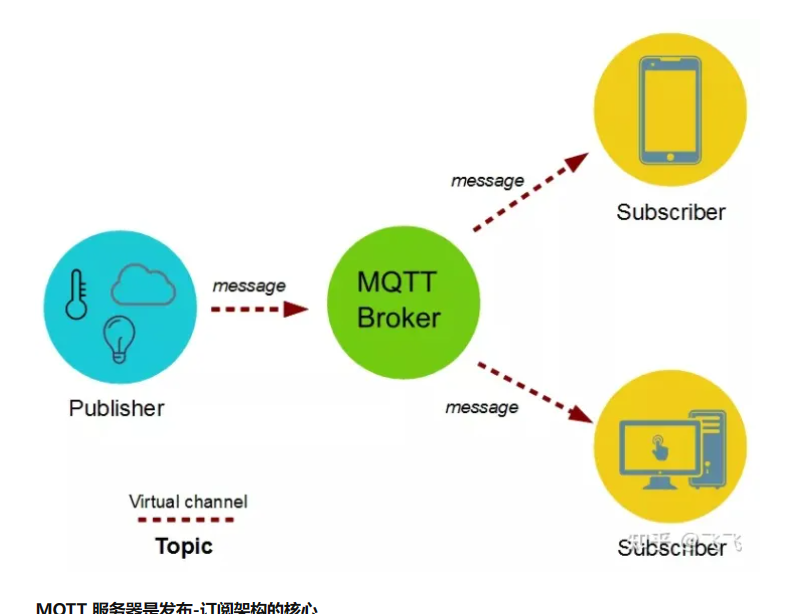 Subscriber
message
message
MQTT
Broker
Publisher
message
Virtual channel
Topic
知乎 @飞飞
Subscriber
MQTT 服务器是发布-订阅架构的核心